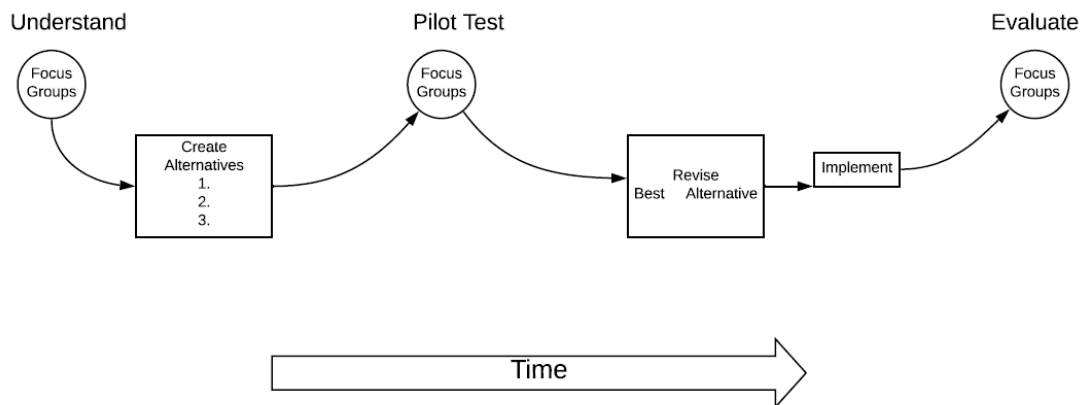 Understand
Pilot Test
Evaluate
Focus
Groups
Focus
Groups
Focus
Groups
Create
Alternatives
1.
2.
3.
Revise
Best Alternative
Implement
Time